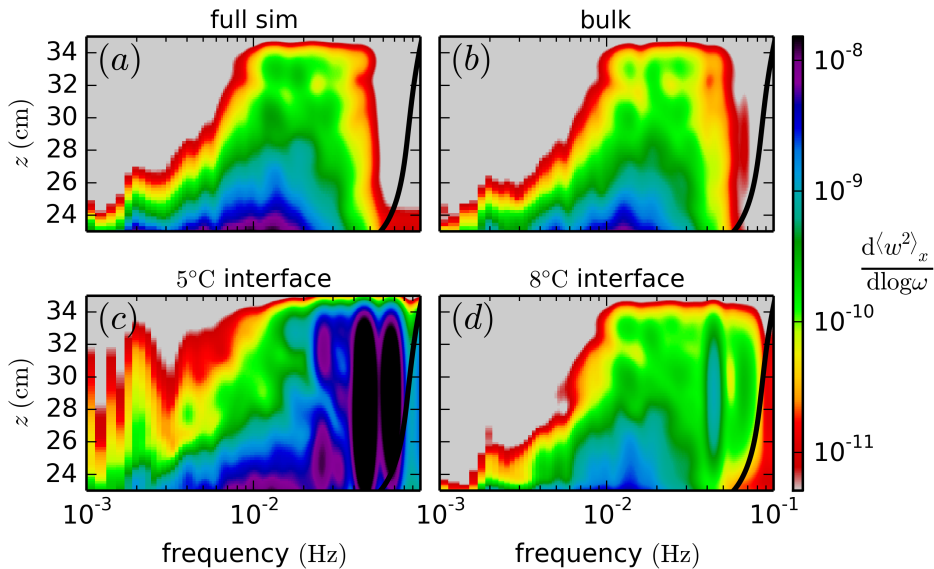 full sim
bulk
(a)
(b)
34
32
30
28
26
24
z (cm)
5°C interface
8°C interface
(c)
(d)
34
32
30
28
26
24
z (cm)
10^-3
10^-2
10^-3
10^-2
10^-1
frequency (Hz)
frequency (Hz)
10^-8
10^-9
10^-10
10^-11
d⟨w²⟩ₓ
dlogω